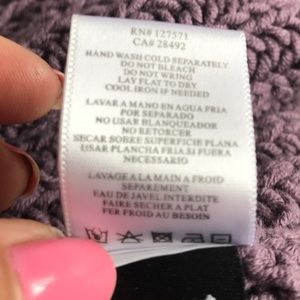 RN# 127571
CA# 28492
HAND WASH COLD SEPARATELY
DO NOT BLEACH
DO NOT WRING
LAY FLAT TO DRY
COOL IRON IF NEEDED
LAVAR A MANO EN AGUA FRIA
POR SEPARADO
NO USAR BLANQUEADOR
NO RETORCER
SECAR SOBRE SUPERFICIE PLANA
USAR PLANCHA FRIA SI FUERA
NECESSARIO
LAVAGE A LA MAIN A FROID
SEPAREMENT
EAU DE JAVEL INTERDITE
FAIRE SECHER A PLAT
FER FROID AU BESOIN